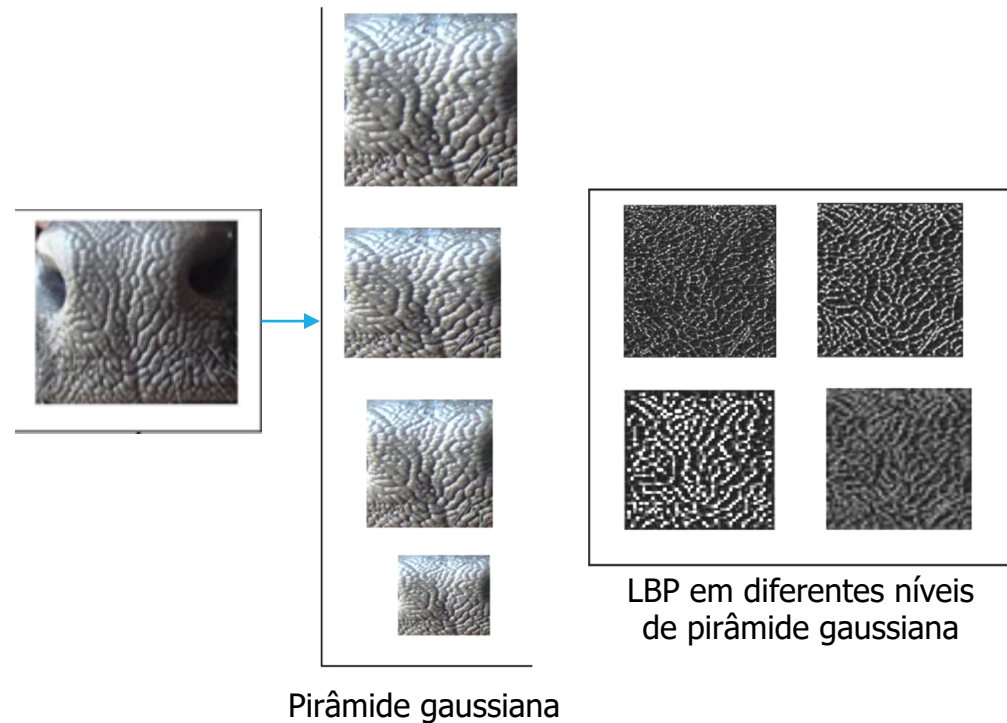 LBP em diferentes níveis
de pirâmide gaussiana
Pirâmide gaussiana